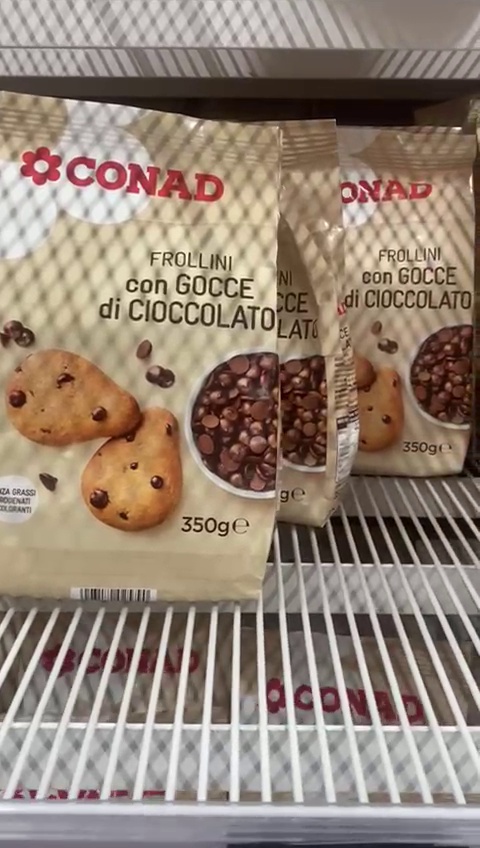 CONAD
FROLLINI
con GOCCE
di CIOCCOLATO
350g℮
CONAD
FROLLINI
con GOCCE
di CIOCCOLATO
350g℮
CONAD
CONAD